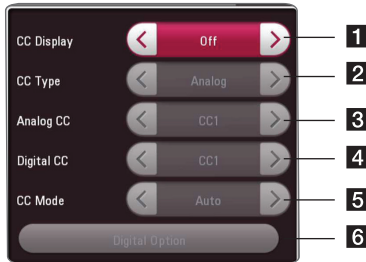 CC Display Off 1
CC Type Analog 2
Analog CC CC1 3
Digital CC CC1 4
CC Mode Auto 5
Digital Option 6